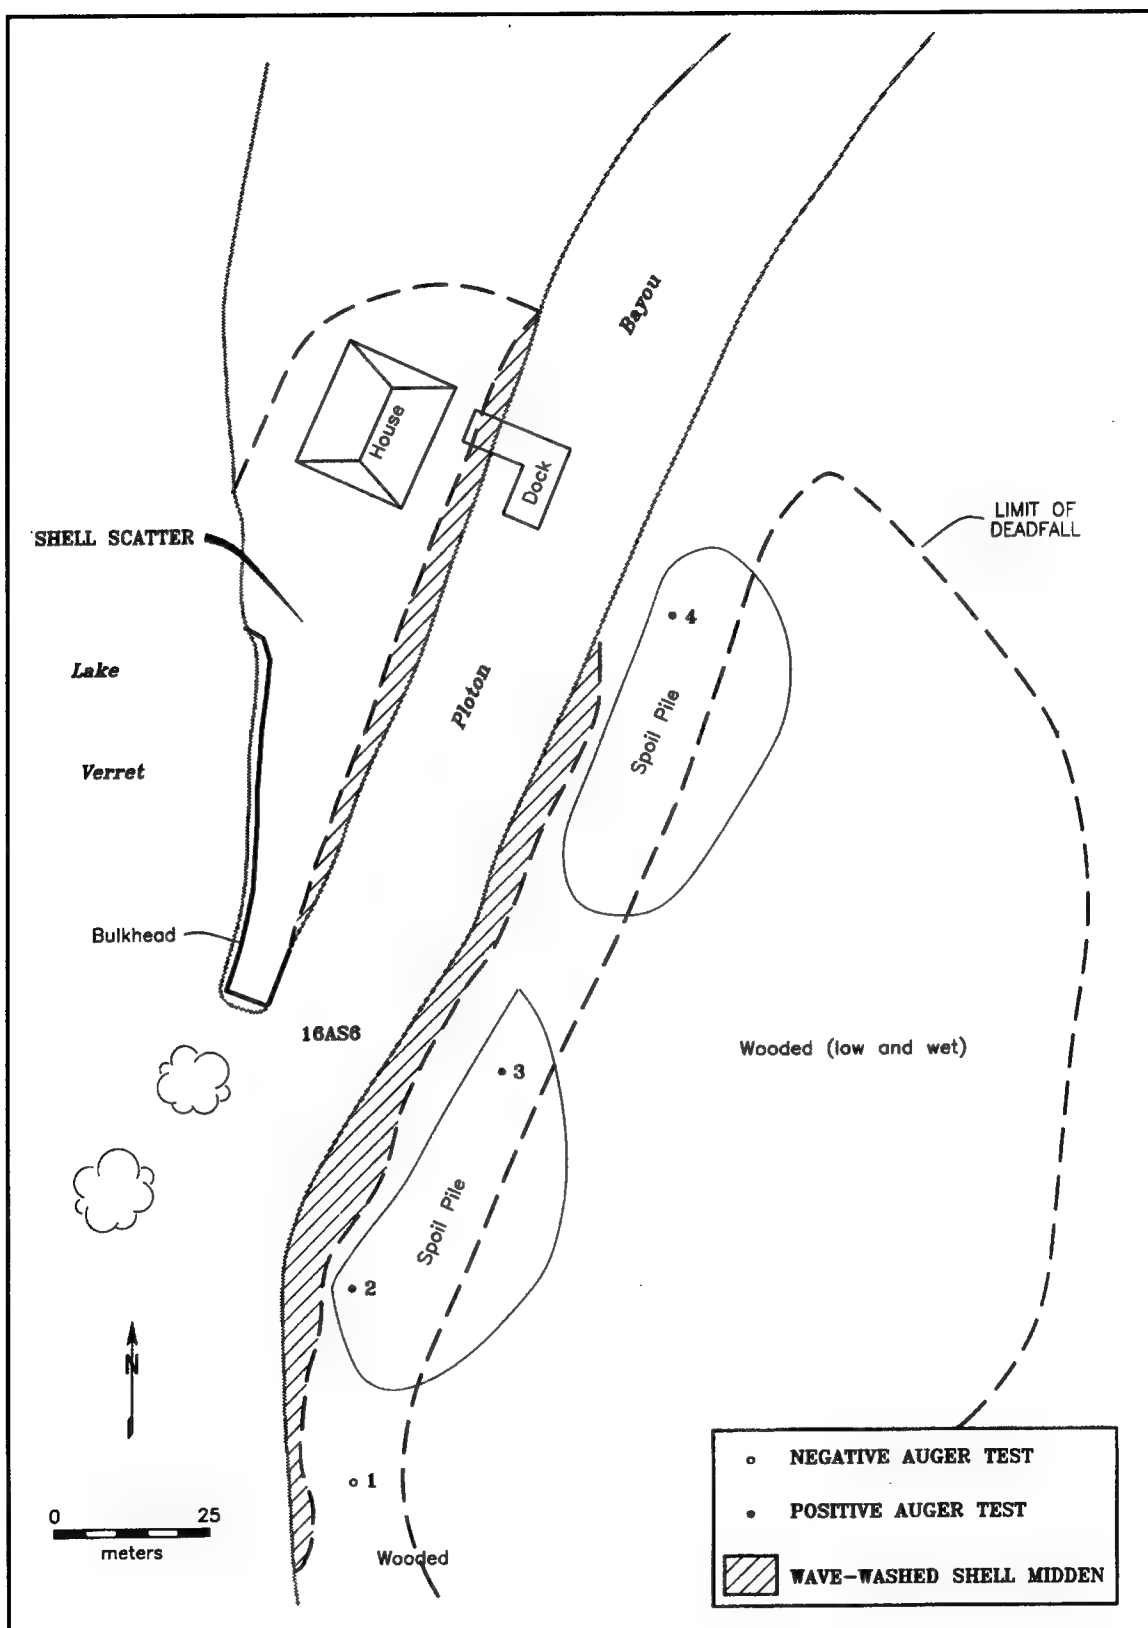 Bayou
House
Dock
LIMIT OF
DEADFALL
SHELL SCATTER
4
Lake
Ploton
Spoil Pile
Verret
Bulkhead
16AS6
Wooded (low and wet)
3
Spoil Pile
2
N
1
0 25
meters
Wooded
NEGATIVE AUGER TEST
POSITIVE AUGER TEST
WAVE-WASHED SHELL MIDDEN